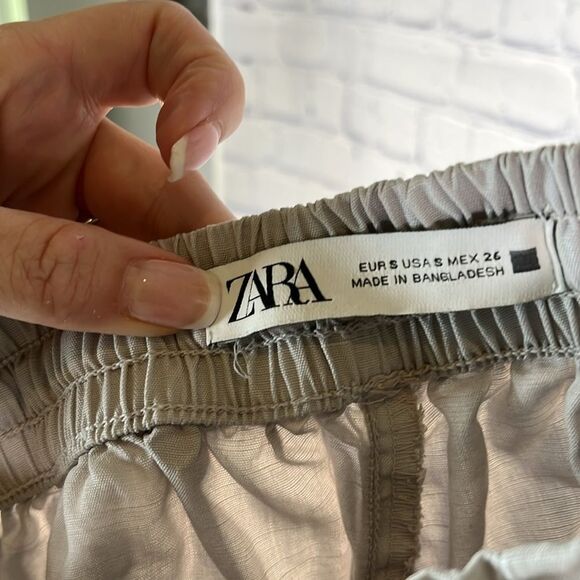 ZARA
EUR S USA S MEX 26
MADE IN BANGLADESH